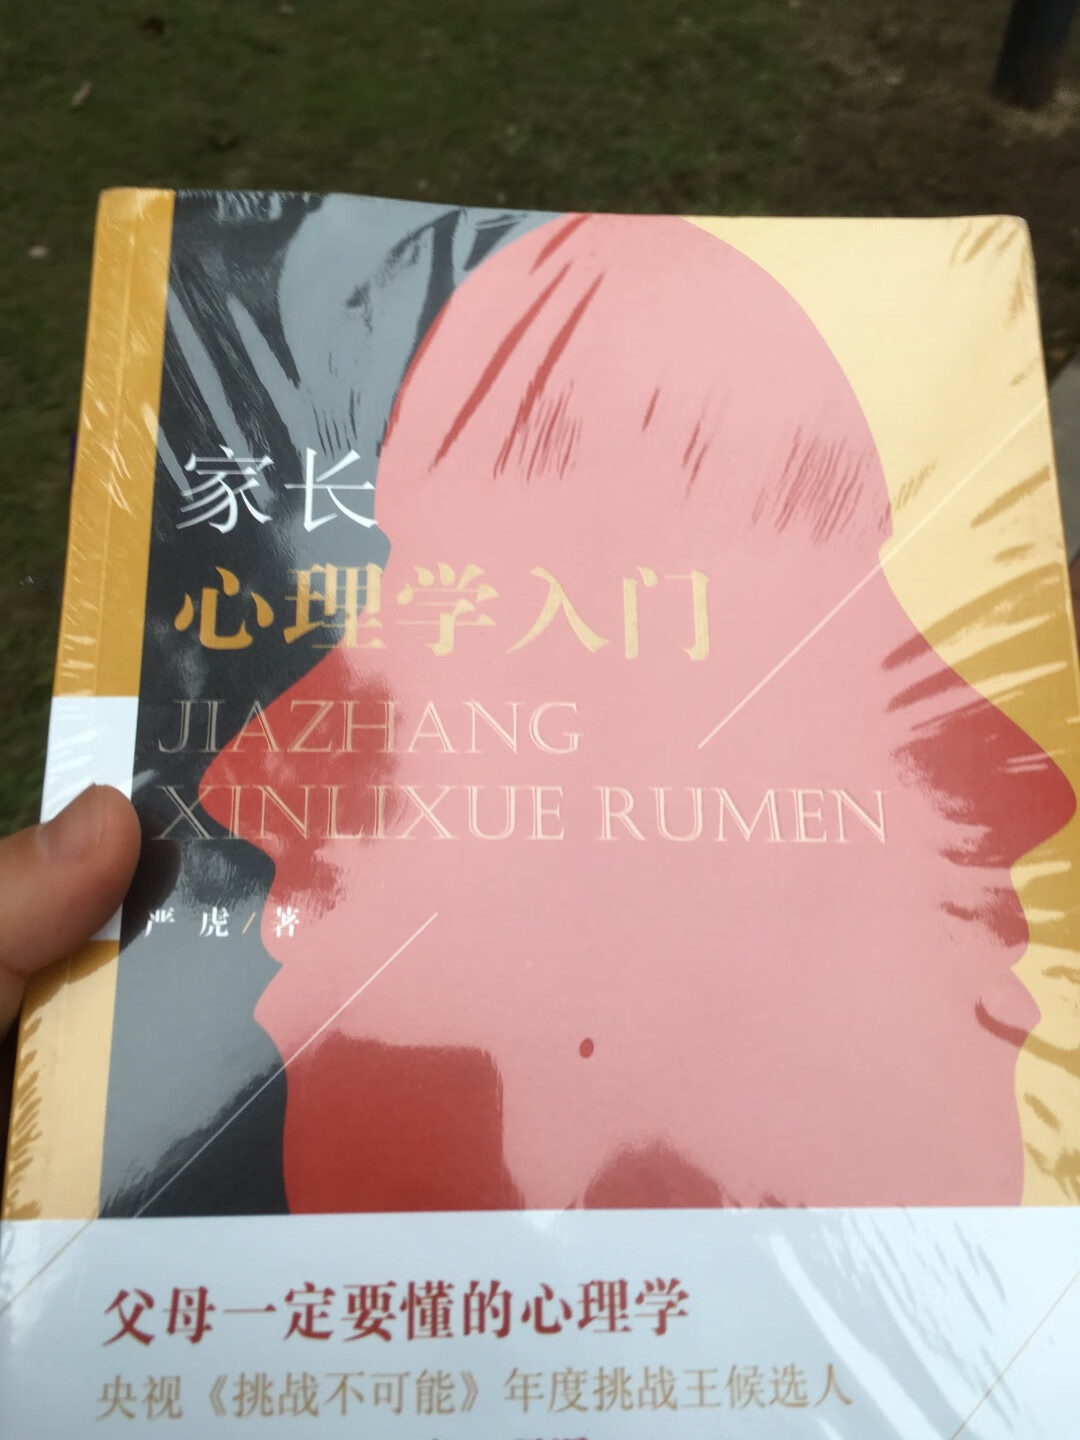 家长
心理学入门
JIAZHANG
XINLIXUE RUMEN
严虎/著
父母一定要懂的心理学
央视《挑战不可能》年度挑战王候选人